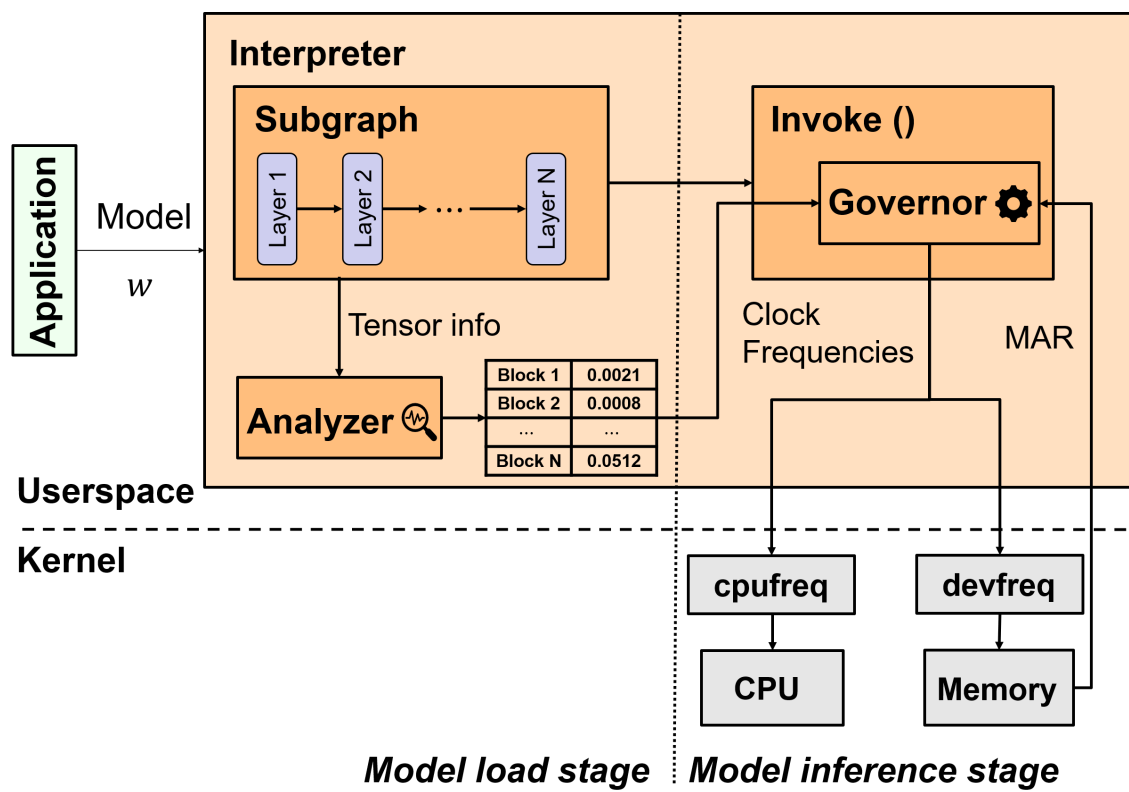 Interpreter
Subgraph
Layer 1
Layer 2
...
Layer N
Invoke ()
Governor
Application
Model
w
Tensor info
Analyzer
Block 1 0.0021
Block 2 0.0008
... ...
Block N 0.0512
Clock
Frequencies
MAR
Userspace
Kernel
cpufreq
devfreq
CPU
Memory
Model load stage
Model inference stage